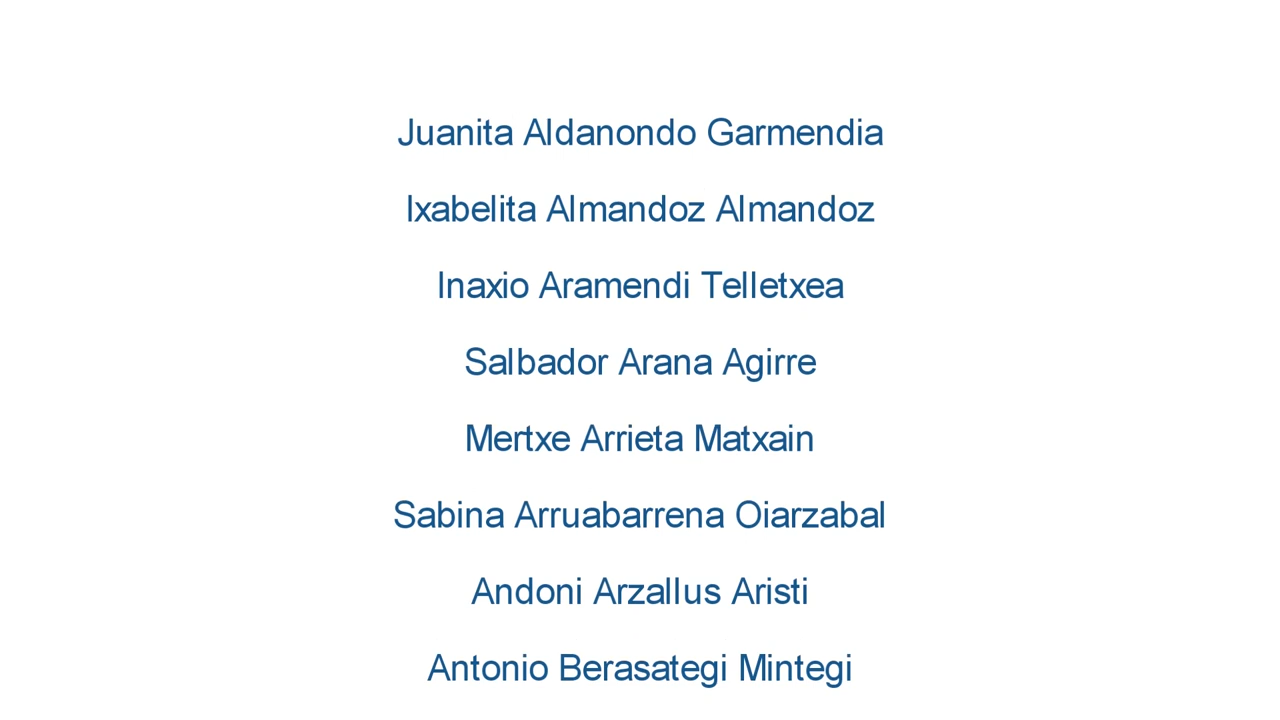 Juanita Aldanondo Garmendia
Ixabelita Almandoz Almandoz
Inaxio Aramendi Telletxea
Salbador Arana Agirre
Mertxe Arrieta Matxain
Sabina Arruabarrena Oiarzabal
Andoni Arzallus Aristi
Antonio Berasategi Mintegi